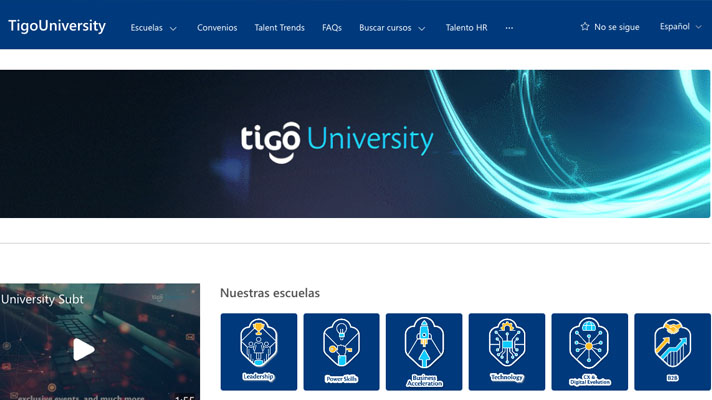 TigoUniversity
Escuelas
Convenios
Talent Trends
FAQs
Buscar cursos
Talento HR
...
No se sigue
Español
tigo University
University Subt
tigo
exclusive events, and much more
1:55
Nuestras escuelas
Leadership
Power Skills
Business
Acceleration
Technology
CX &
Digital Evolution
B2B